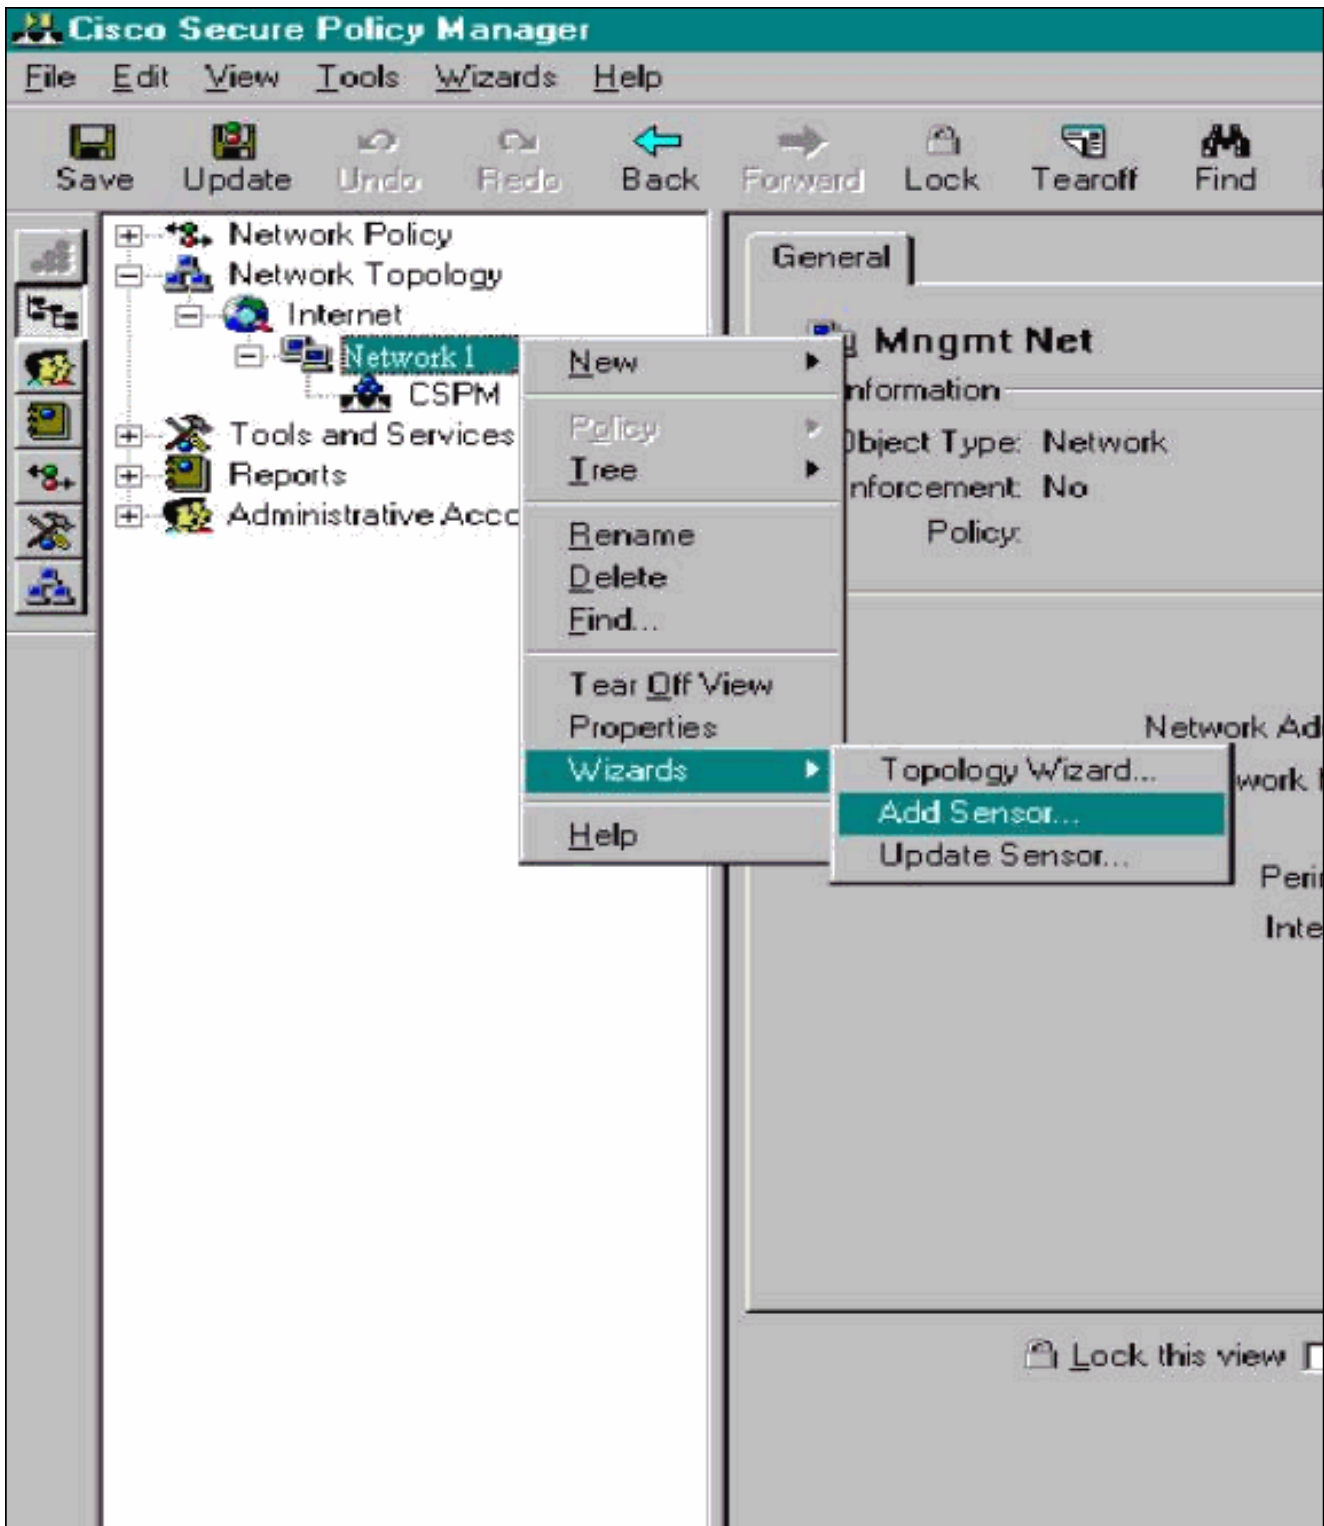 Cisco Secure Policy Manager
File Edit View Tools Wizards Help
Save Update Undo Redo Back Forward Lock Tearoff Find
Network Policy
Network Topology
Internet
Network 1
CSPM
Tools and Services
Reports
Administrative Acco
New
Policy
Tree
Rename
Delete
Find...
Tear Off View
Properties
Wizards
Help
Topology Wizard...
Add Sensor...
Update Sensor...
General
Mngmt Net
nformation
Object Type: Network
nforcement: No
Policy:
Network Ad
work
Peri
Inte
Lock this view